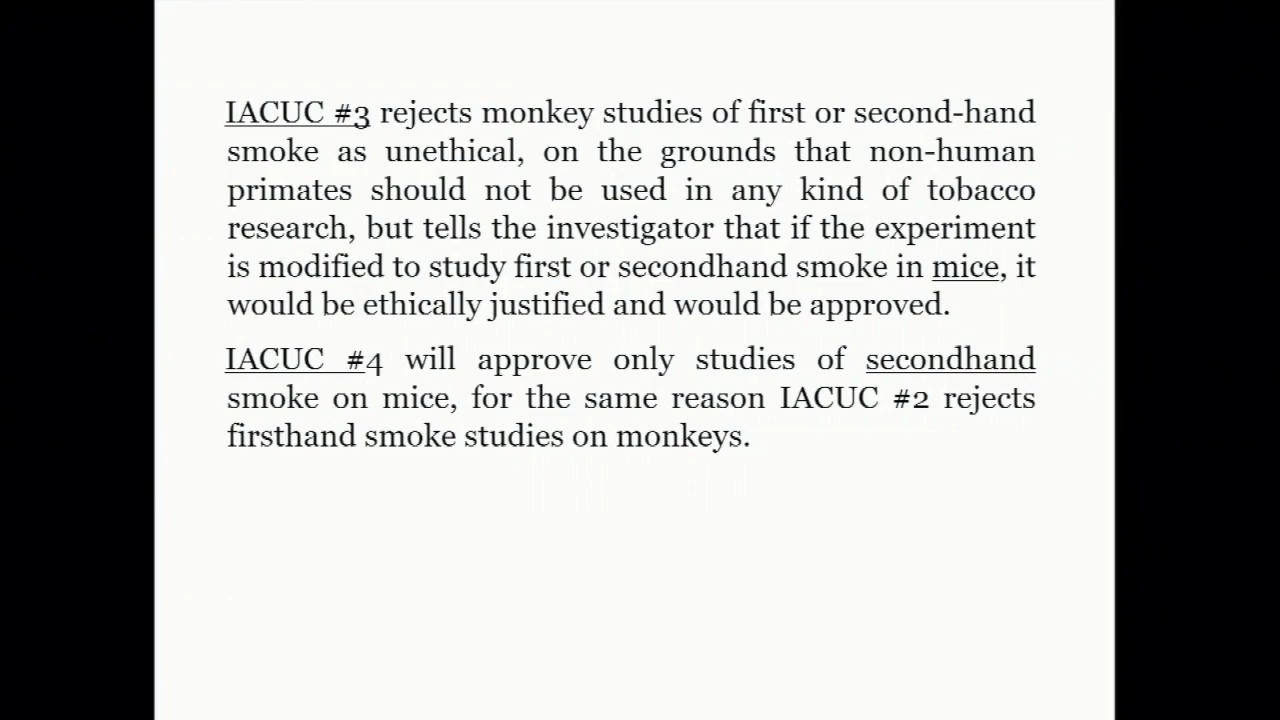 IACUC #3 rejects monkey studies of first or second-hand
smoke as unethical, on the grounds that non-human
primates should not be used in any kind of tobacco
research, but tells the investigator that if the experiment
is modified to study first or secondhand smoke in mice, it
would be ethically justified and would be approved.
IACUC #4 will approve only studies of secondhand
smoke on mice, for the same reason IACUC #2 rejects
firsthand smoke studies on monkeys.